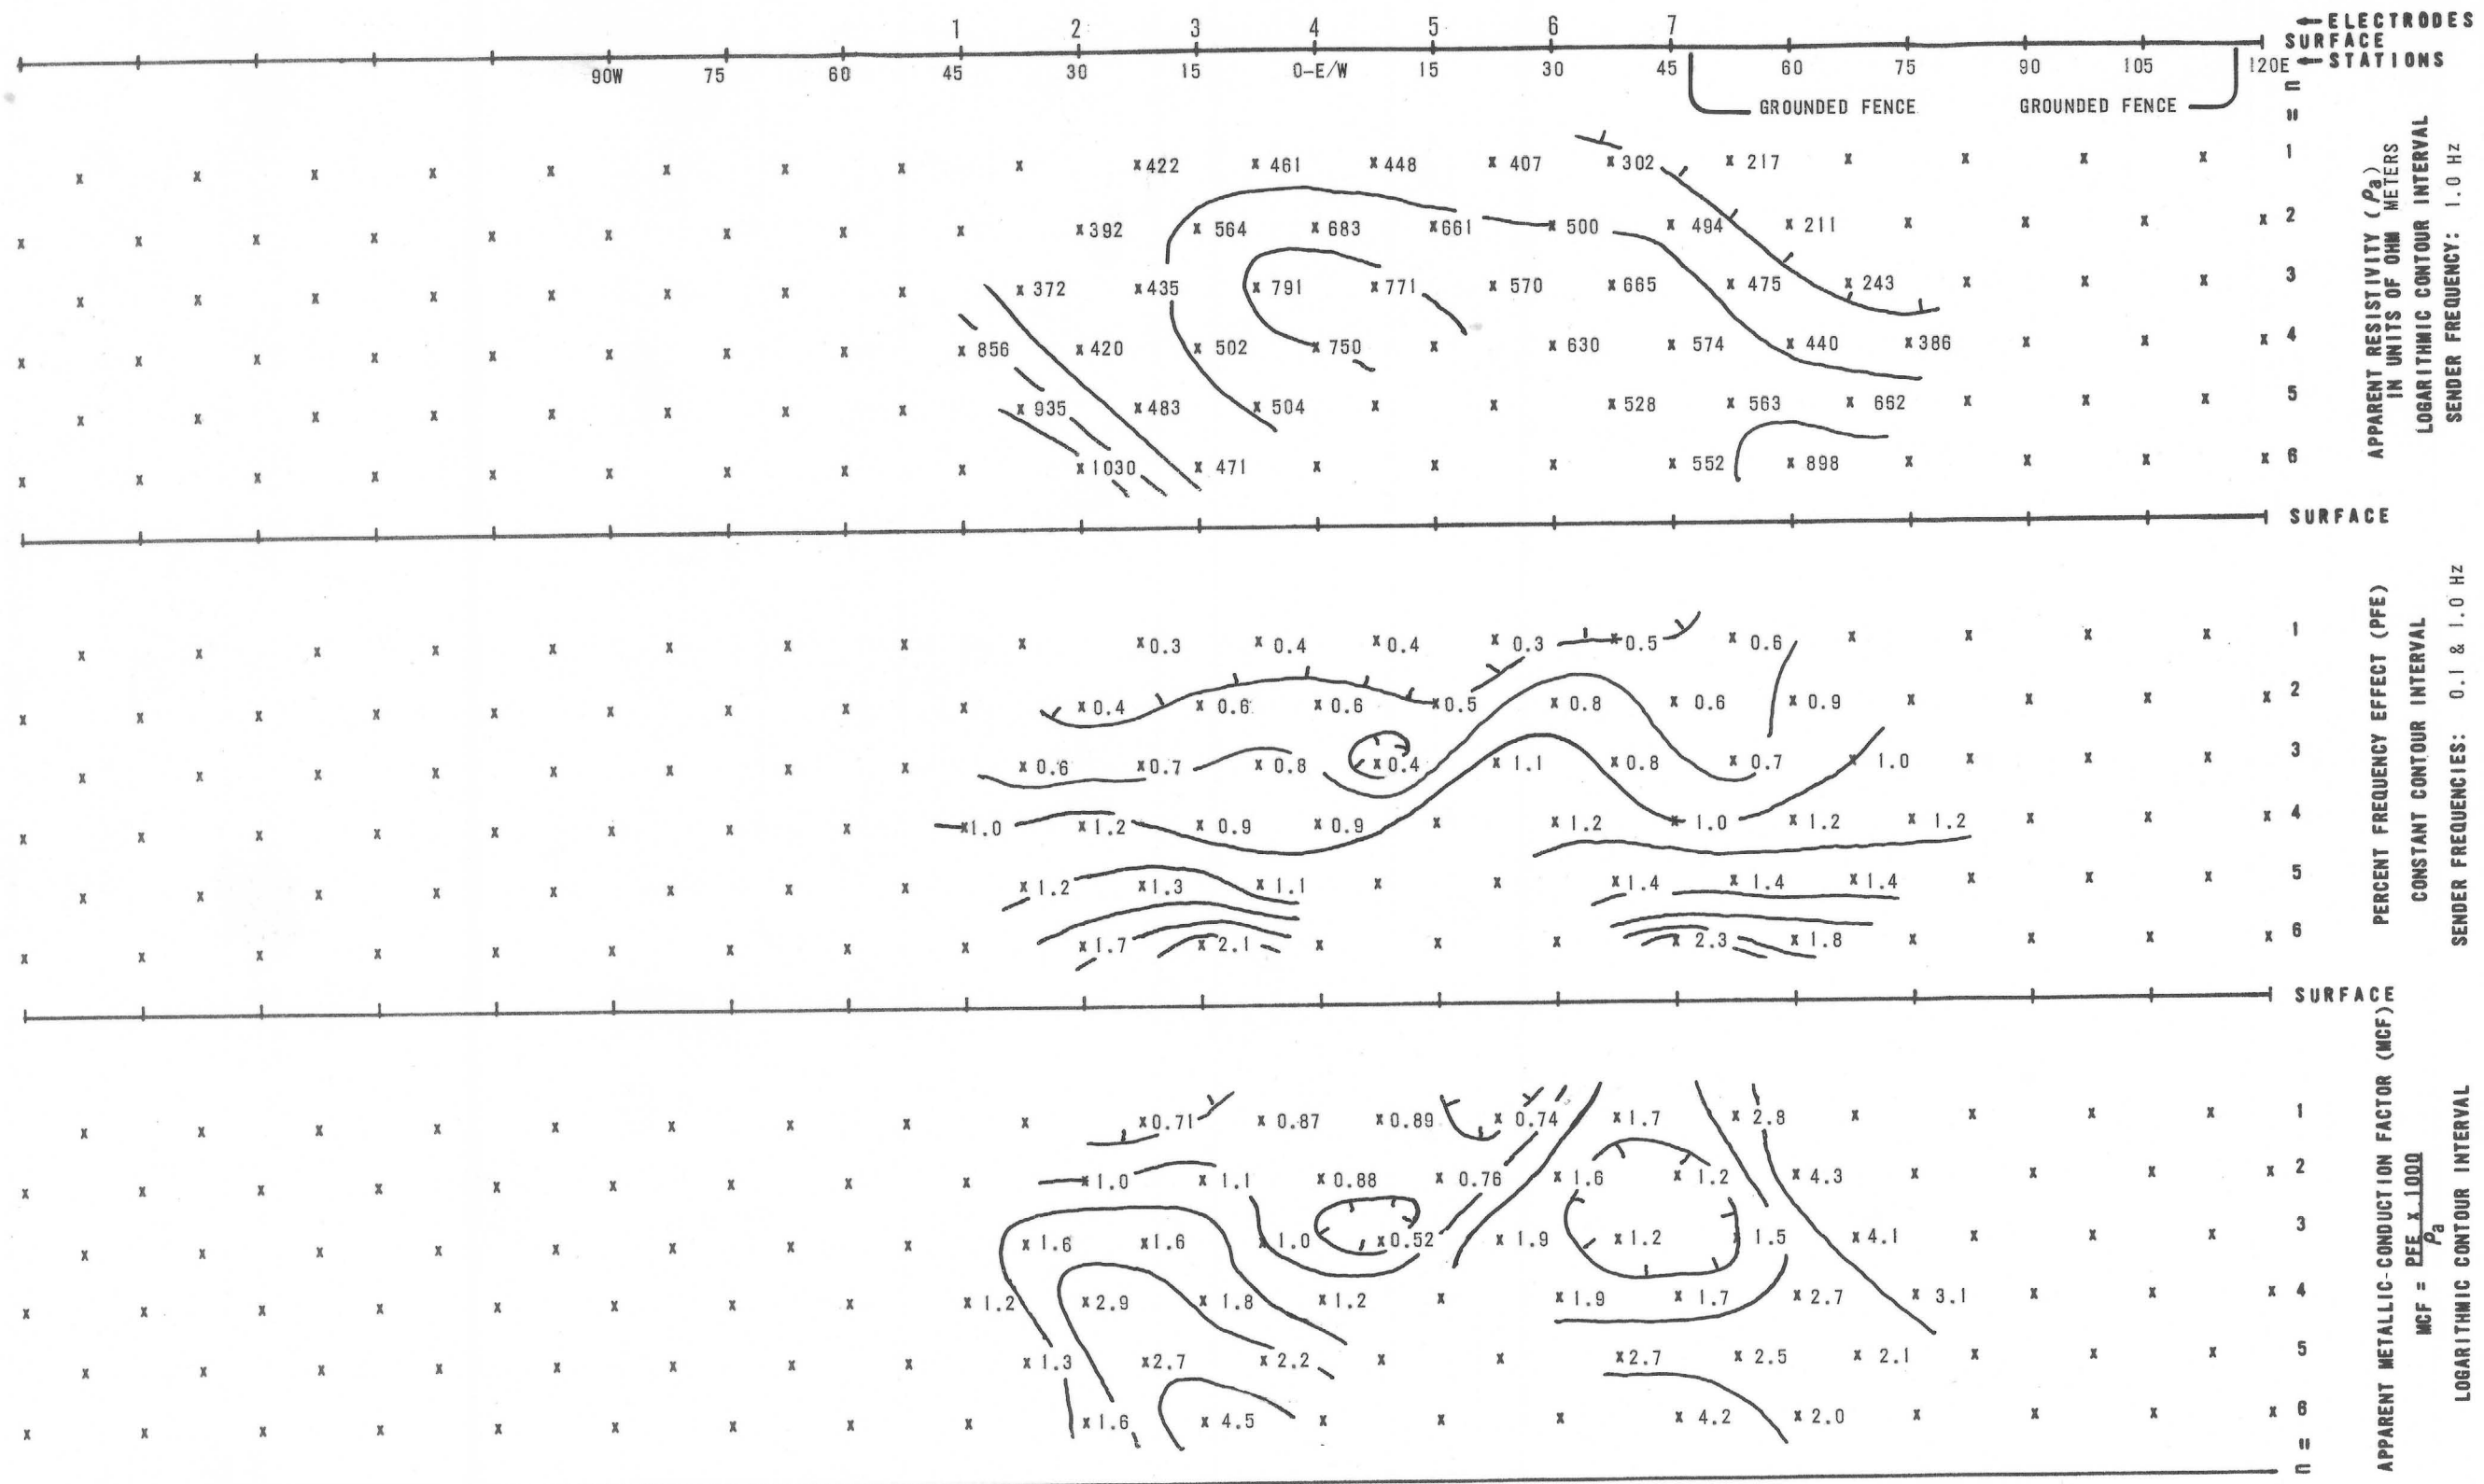 1 2 3 4 5 6 7 ←ELECTRODES
SURFACE
90W 75 60 45 30 15 0-E/W 15 30 45 60 75 90 105 120E ←STATIONS
GROUNDED FENCE GROUNDED FENCE
n
=
x x x x x x x x x x422 x 461 x 448 x 407 x 302 x 217 x x x x 1
x x x x x x x x x x 392 x 564 x 683 x 661 x 500 x 494 x 211 x x x x 2
x x x x x x x x x 372 x 435 x 791 x 771 x 570 x 665 x 475 x 243 x x x 3
x x x x x x x x x 856 x 420 x 502 x 750 x x 630 x 574 x 440 x 386 x x x 4
x x x x x x x x x 935 x 483 x 504 x x x 528 x 563 x 662 x x x 5
x x x x x x x x x x 1030 x 471 x x x x 552 x 898 x x x x 6
APPARENT RESISTIVITY (ρa)
IN UNITS OF OHM METERS
LOGARITHMIC CONTOUR INTERVAL
SENDER FREQUENCY: 1.0 Hz
SURFACE
x x x x x x x x x x 0.3 x 0.4 x 0.4 x 0.3 x 0.5 x 0.6 x x x x 1
x x x x x x x x x x 0.4 x 0.6 x 0.6 x 0.5 x 0.8 x 0.6 x 0.9 x x x x 2
x x x x x x x x x 0.6 x 0.7 x 0.8 x 0.4 x 1.1 x 0.8 x 0.7 x 1.0 x x x 3
x x x x x x x x x 1.0 x 1.2 x 0.9 x 0.9 x x 1.2 x 1.0 x 1.2 x 1.2 x x x 4
x x x x x x x x x 1.2 x 1.3 x 1.1 x x x 1.4 x 1.4 x 1.4 x x x 5
x x x x x x x x x x 1.7 x 2.1 x x x x 2.3 x 1.8 x x x x 6
PERCENT FREQUENCY EFFECT (PFE)
CONSTANT CONTOUR INTERVAL
SENDER FREQUENCIES: 0.1 & 1.0 Hz
SURFACE
x x x x x x x x x x 0.71 x 0.87 x 0.89 x 0.74 x 1.7 x 2.8 x x x x 1
x x x x x x x x x x 1.0 x 1.1 x 0.88 x 0.76 x 1.6 x 1.2 x 4.3 x x x x 2
x x x x x x x x x 1.6 x 1.6 x 1.0 x 0.52 x 1.9 x 1.2 x 1.5 x 4.1 x x x 3
x x x x x x x x x 1.2 x 2.9 x 1.8 x 1.2 x x 1.9 x 1.7 x 2.7 x 3.1 x x x 4
x x x x x x x x x 1.3 x 2.7 x 2.2 x x x 2.7 x 2.5 x 2.1 x x x 5
x x x x x x x x x x 1.6 x 4.5 x x x x 4.2 x 2.0 x x x x 6
=
n
APPARENT METALLIC-CONDUCTION FACTOR (MCF)
MCF = PFE x 1000
ρa
LOGARITHMIC CONTOUR INTERVAL